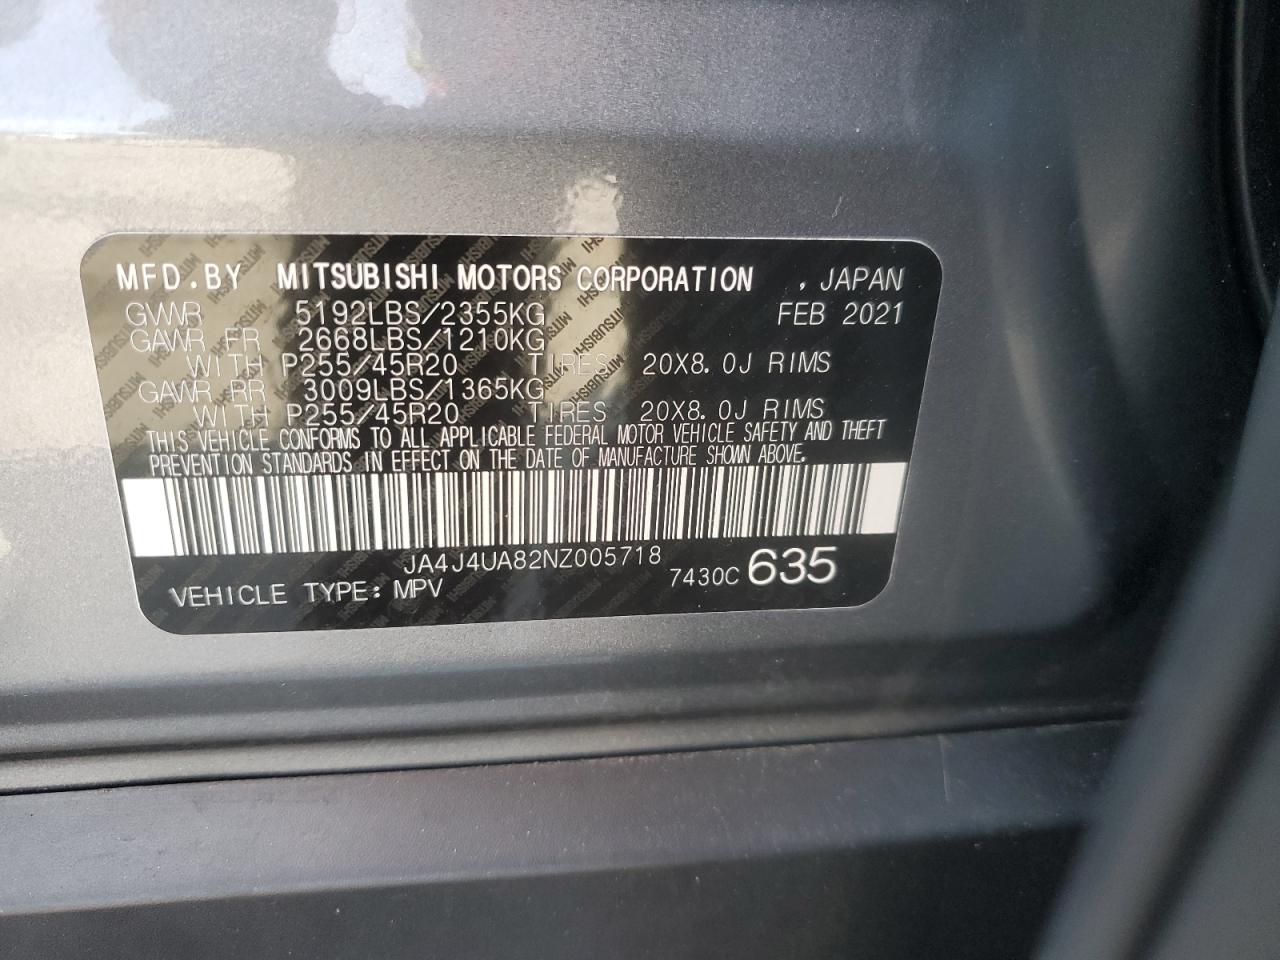 MFD.BY MITSUBISHI MOTORS CORPORATION , JAPAN
GVWR 5192LBS/2355KG FEB 2021
GAWR FR 2668LBS/1210KG
WITH P255/45R20 TIRES 20X8.0J RIMS
GAWR RR 3009LBS/1365KG
WITH P255/45R20 TIRES 20X8.0J RIMS
THIS VEHICLE CONFORMS TO ALL APPLICABLE FEDERAL MOTOR VEHICLE SAFETY AND THEFT
PREVENTION STANDARDS IN EFFECT ON THE DATE OF MANUFACTURE SHOWN ABOVE.
JA4J4UA82NZ005718
VEHICLE TYPE: MPV 7430C 635